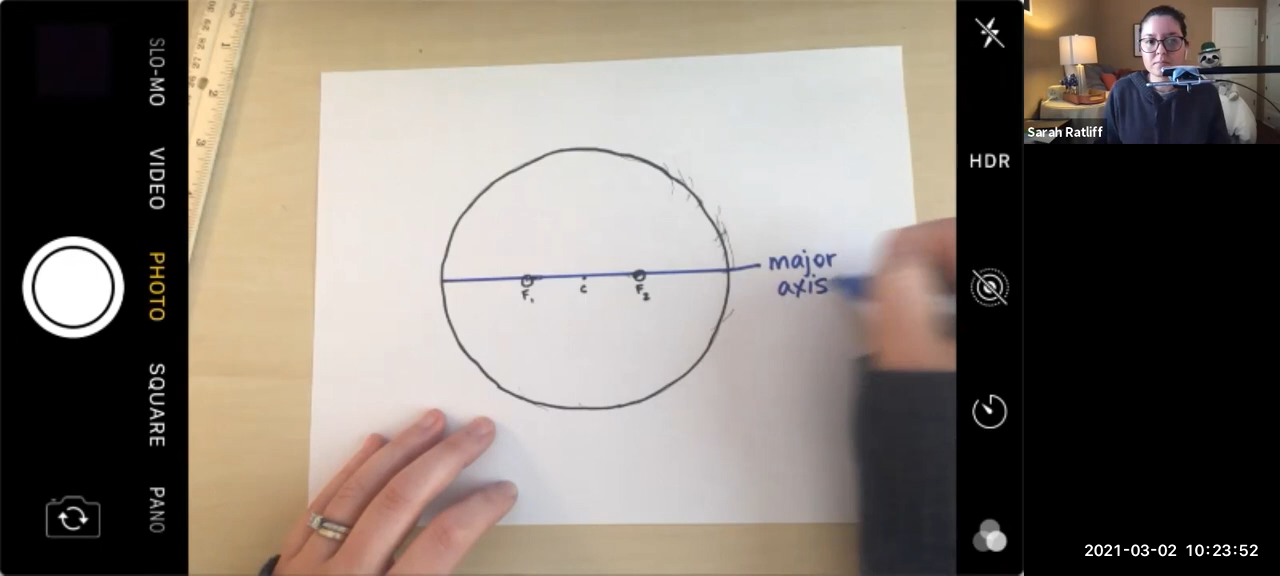 SLO-MO
VIDEO
PHOTO
SQUARE
PANO
major
axis
F₁
c
F₂
HDR
Sarah Ratliff
2021-03-02 10:23:52